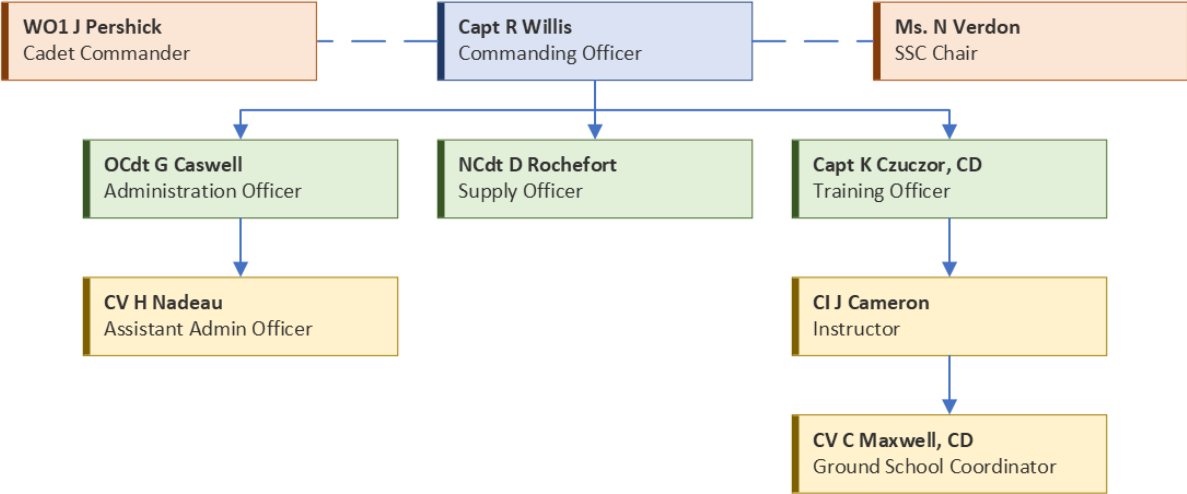 WO1 J Pershick
Cadet Commander
Capt R Willis
Commanding Officer
Ms. N Verdon
SSC Chair
OCdt G Caswell
Administration Officer
NCdt D Rochefort
Supply Officer
Capt K Czuczor, CD
Training Officer
CV H Nadeau
Assistant Admin Officer
CI J Cameron
Instructor
CV C Maxwell, CD
Ground School Coordinator